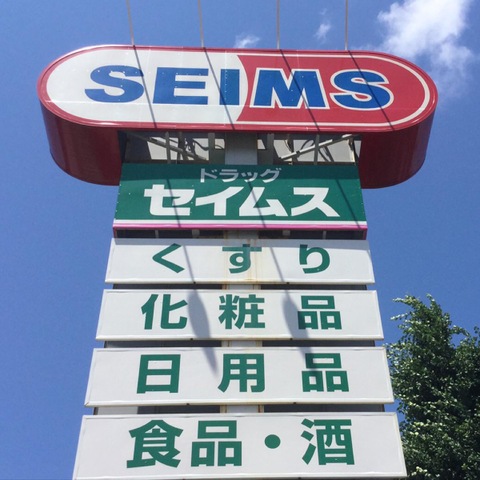 SEIMS
ドラッグ
セイムス
くすり
化粧品
日用品
食品・酒